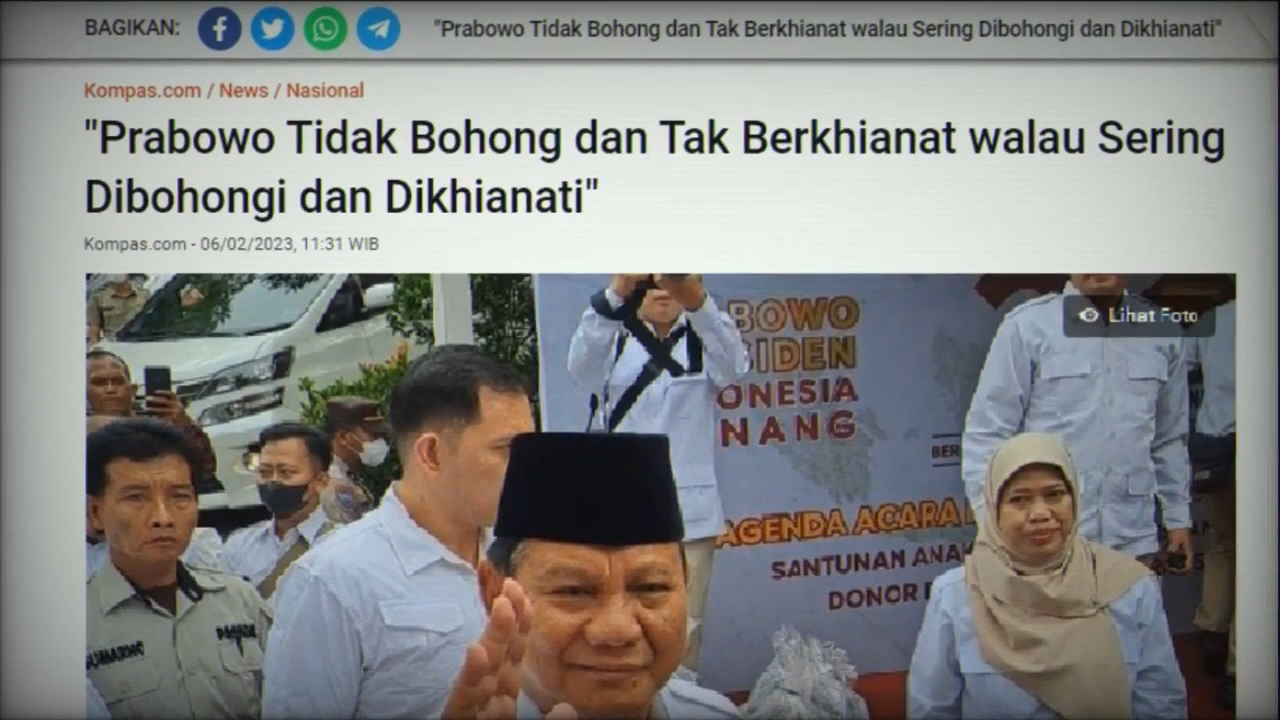 BAGIKAN: "Prabowo Tidak Bohong dan Tak Berkhianat walau Sering Dibohongi dan Dikhianati"
Kompas.com / News / Nasional
"Prabowo Tidak Bohong dan Tak Berkhianat walau Sering
Dibohongi dan Dikhianati"
Kompas.com - 06/02/2023, 11:31 WIB
Lihat Foto
BOWO
SIDEN
ONESIA
NANG
BER
AGENDA ACARA
SANTUNAN ANA
DONOR